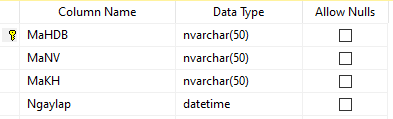 Column Name Data Type Allow Nulls
MaHDB nvarchar(50)
MaNV nvarchar(50)
MaKH nvarchar(50)
Ngaylap datetime